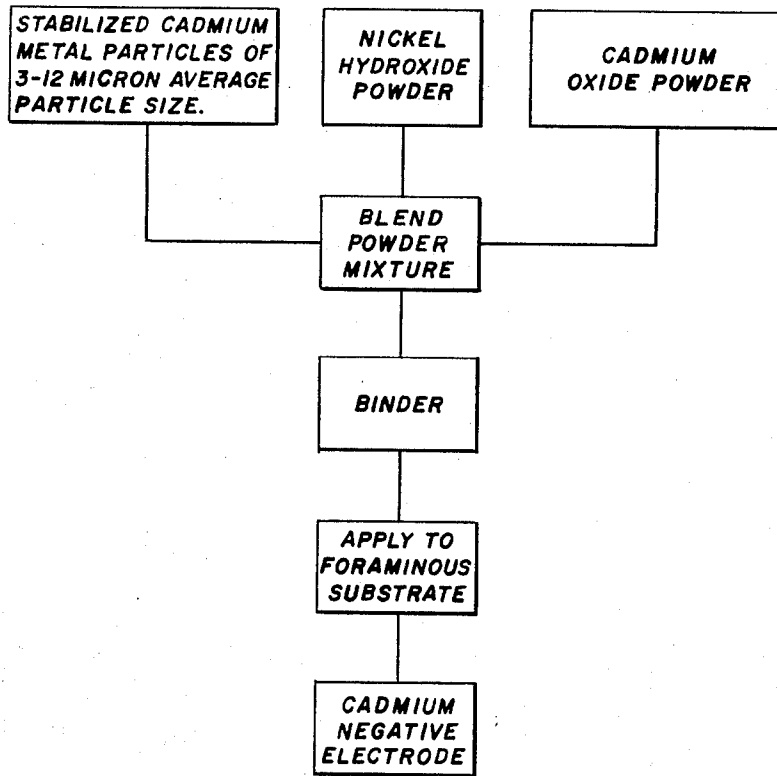 STABILIZED CADMIUM
METAL PARTICLES OF
3-12 MICRON AVERAGE
PARTICLE SIZE.
NICKEL
HYDROXIDE
POWDER
CADMIUM
OXIDE POWDER
BLEND
POWDER
MIXTURE
BINDER
APPLY TO
FORAMINOUS
SUBSTRATE
CADMIUM
NEGATIVE
ELECTRODE